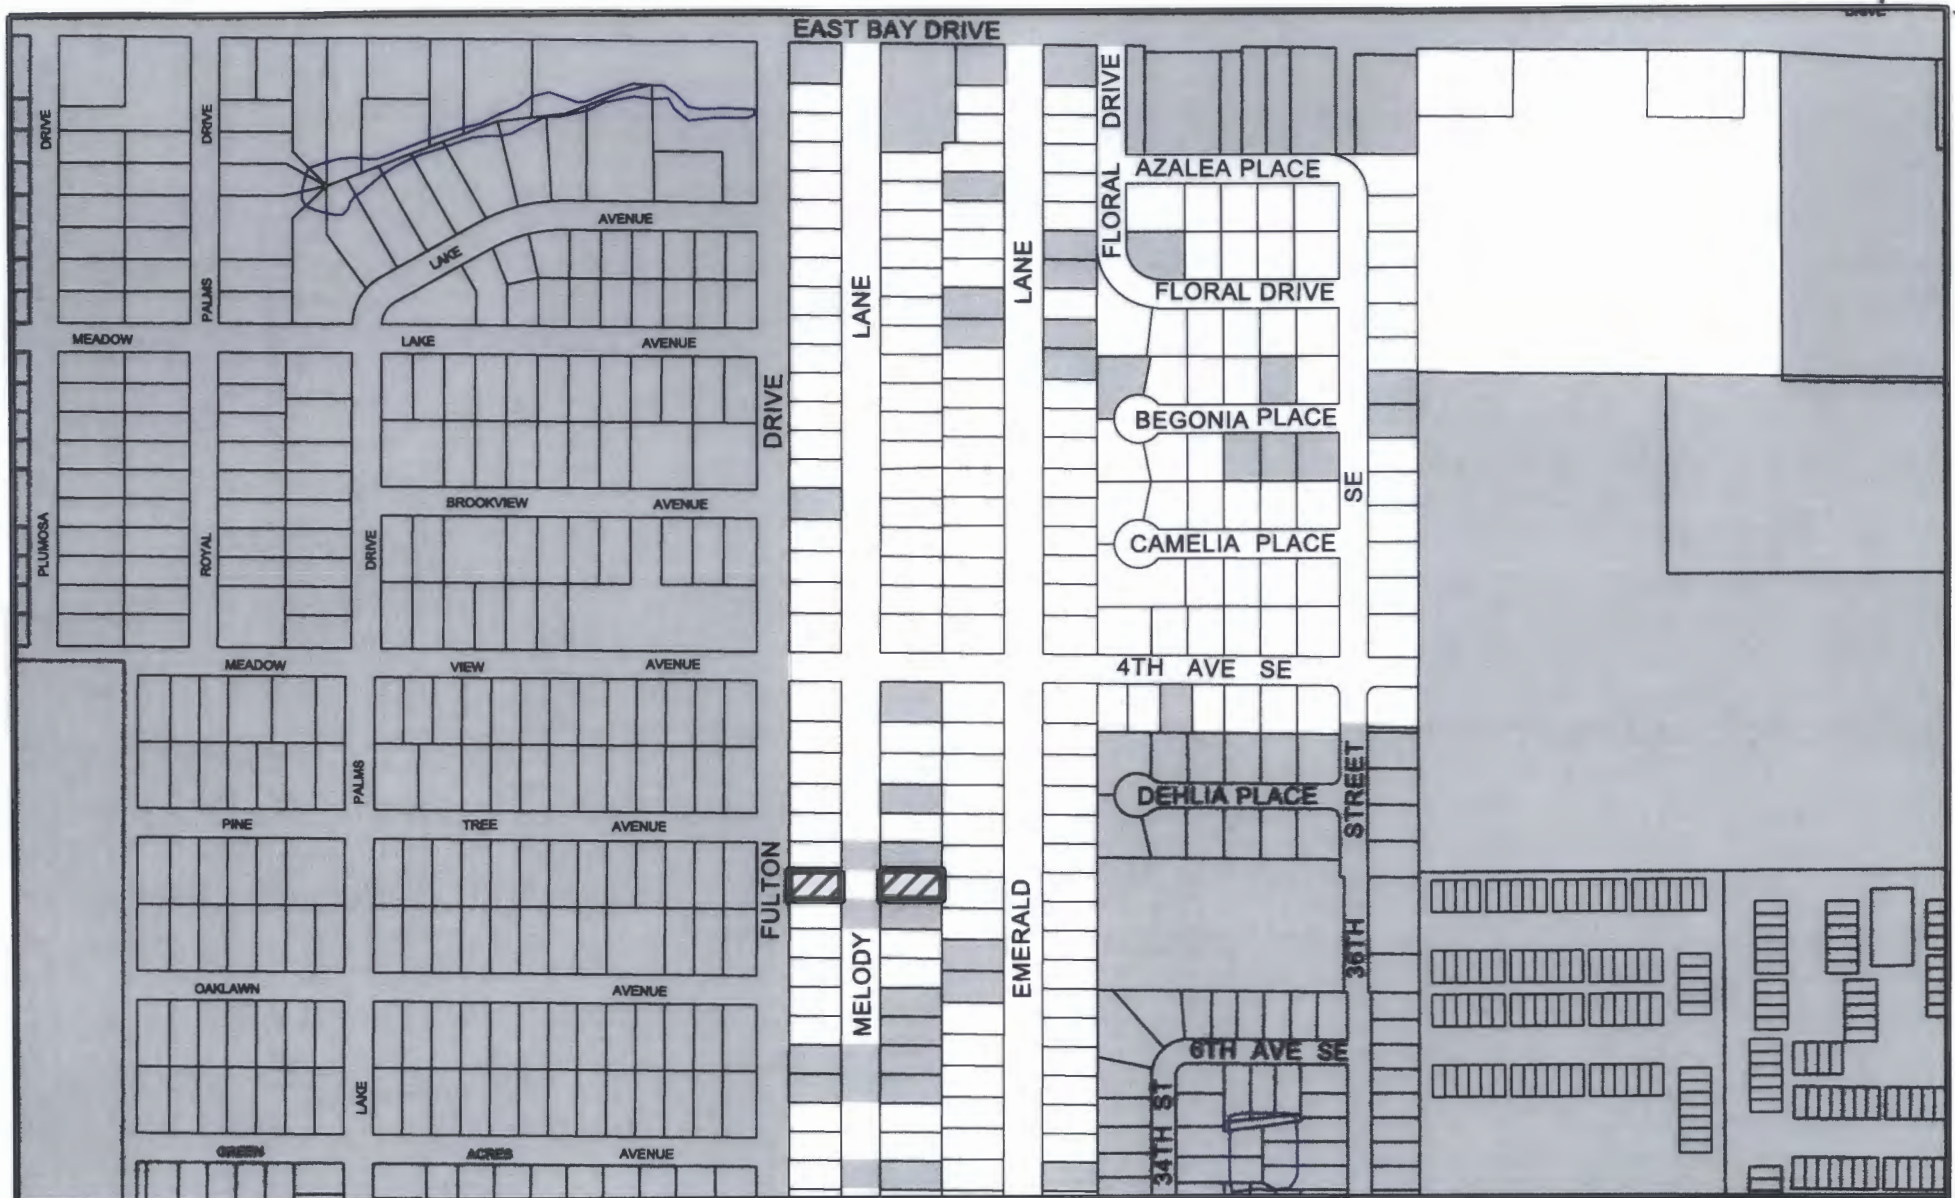 DRIVE
EAST BAY DRIVE
DRIVE
DRIVE
DRIVE
AZALEA PLACE
FLORAL
AVENUE
LAKE
LANE
LANE
PALMS
FLORAL DRIVE
MEADOW
LAKE
AVENUE
DRIVE
BEGONIA PLACE
SE
BROOKVIEW
AVENUE
PLUMOSA
ROYAL
DRIVE
CAMELIA PLACE
MEADOW
VIEW
AVENUE
4TH AVE SE
PALMS
DEHLIA PLACE
STREET
PINE
TREE
AVENUE
FULTON
MELODY
EMERALD
36TH
OAKLAWN
AVENUE
6TH AVE SE
LAKE
34TH ST
GREEN
ACRES
AVENUE